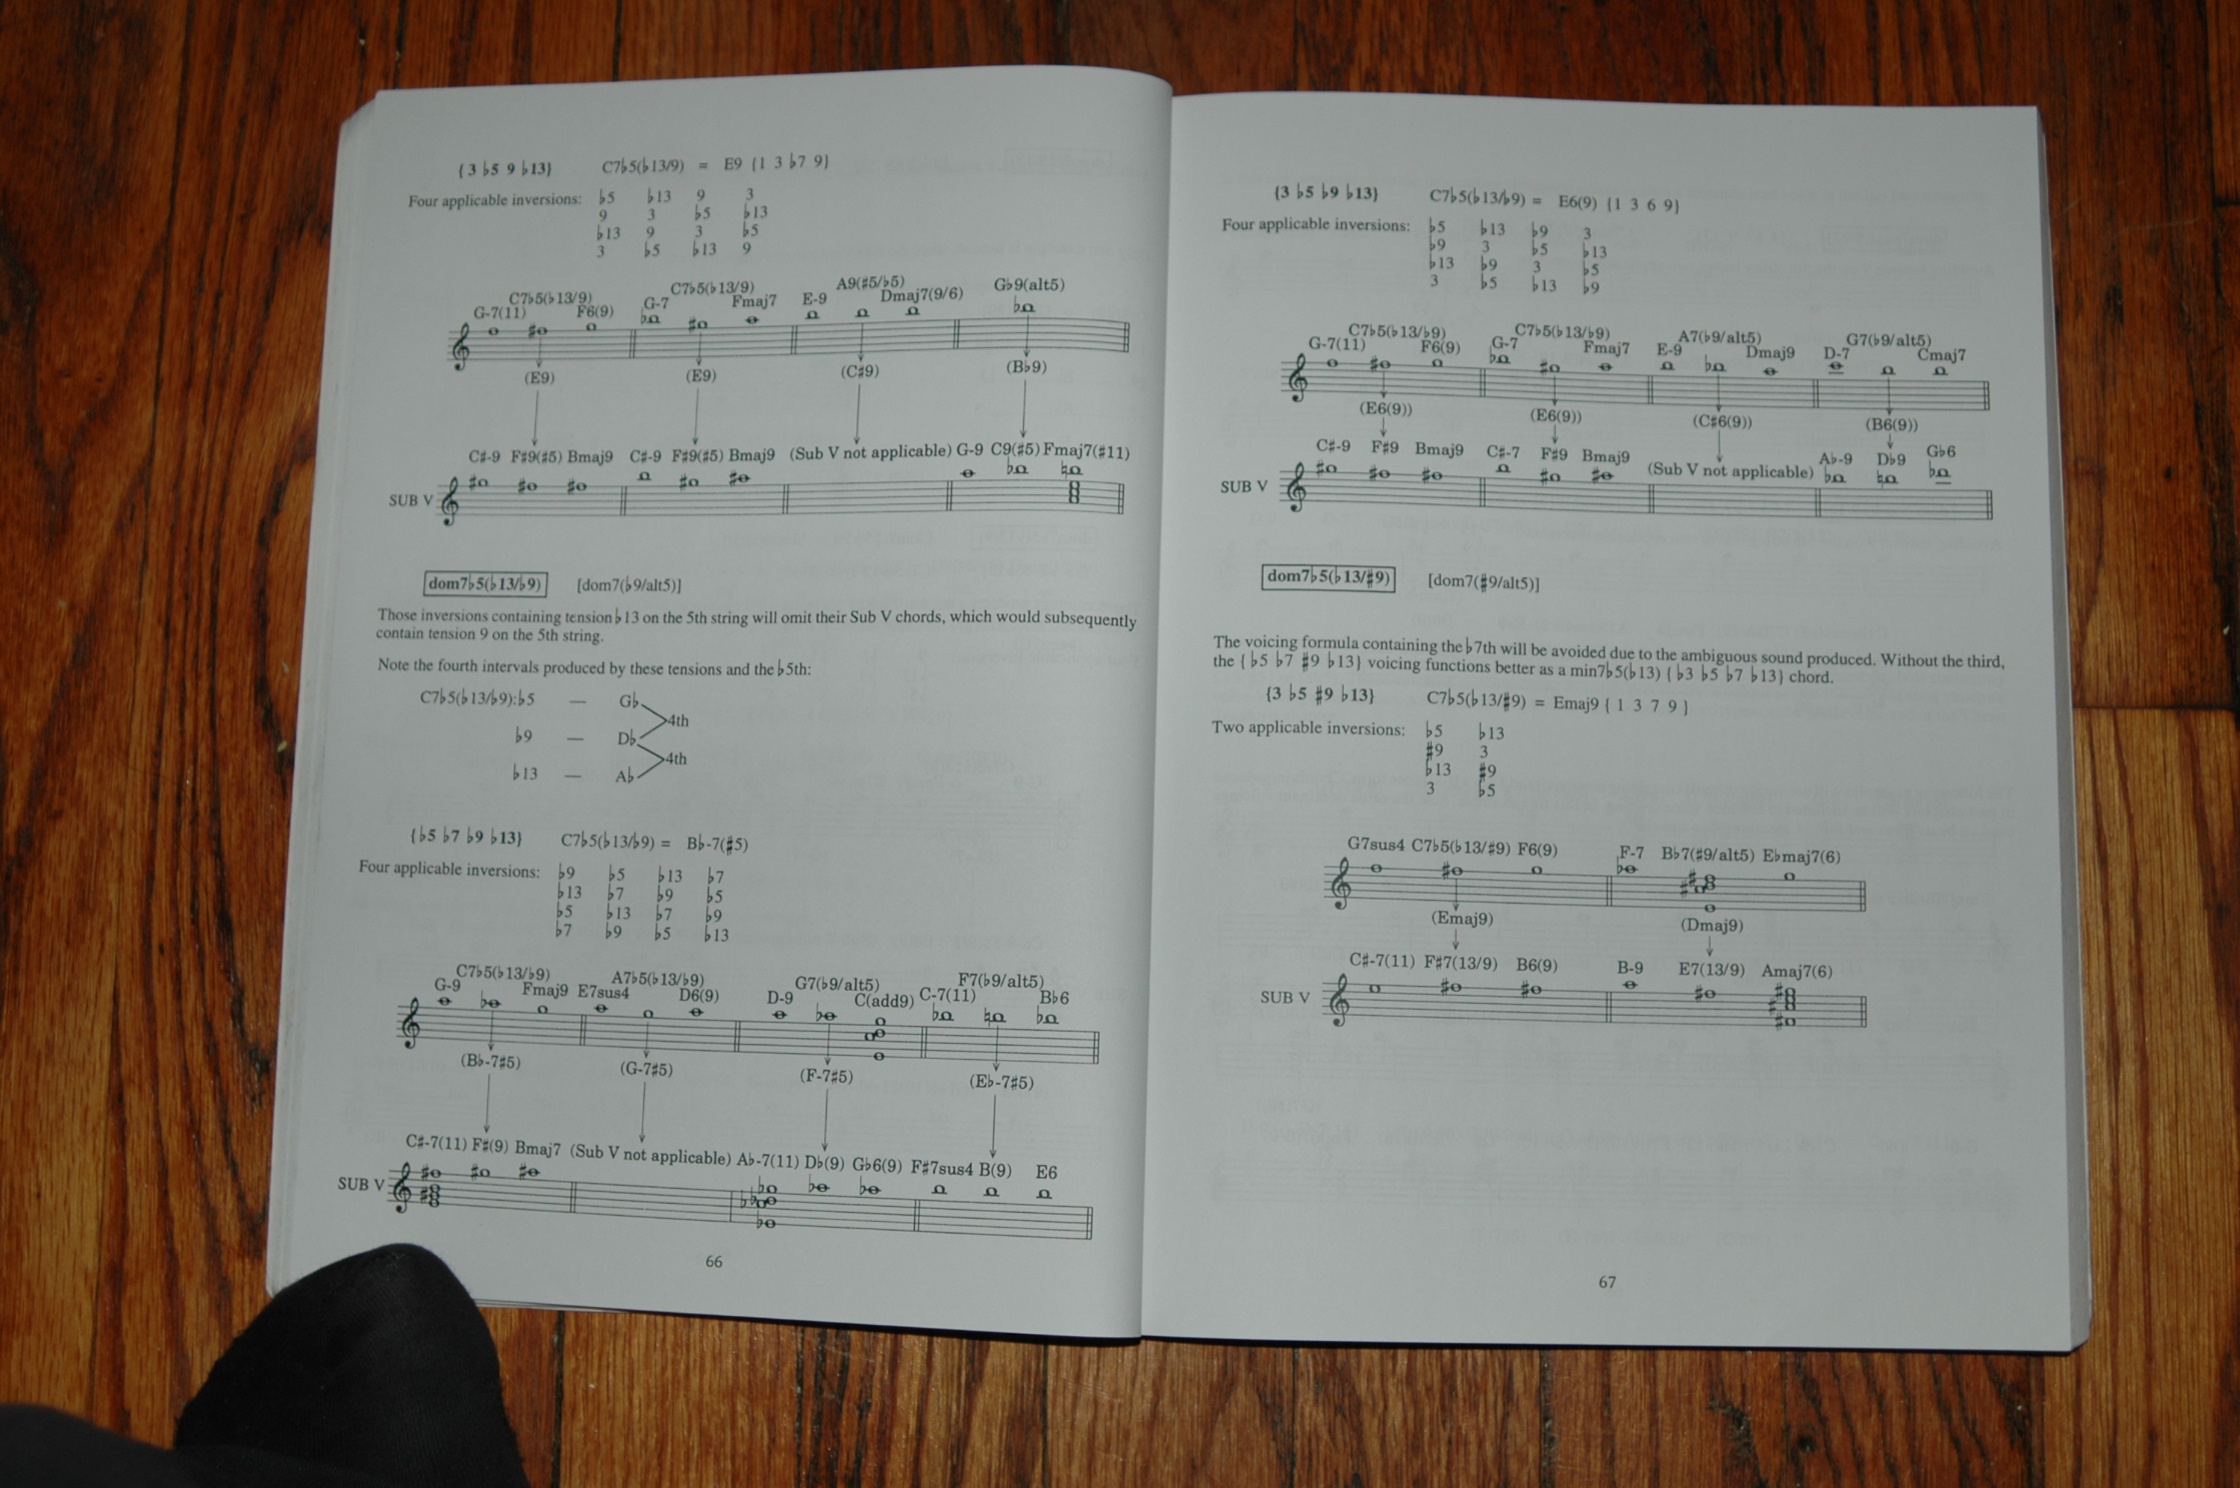 {3 ♭5 9 ♭13} C7♭5(♭13/9) = E9 {1 3 ♭7 9}
Four applicable inversions: ♭5 ♭13 9 3
9 3 ♭5 ♭13
♭13 9 3 ♭5
3 ♭5 ♭13 9
C7♭5(♭13/9) C7♭5(♭13/9) A9(♯5/♭5) G♭9(alt5)
G-7(11) F6(9) G-7 Fmaj7 E-9 Dmaj7(9/6)
(E9) (E9) (C♯9) (B♭9)
C♯-9 F♯9(♯5) Bmaj9 C♯-9 F♯9(♯5) Bmaj9 (Sub V not applicable) G-9 C9(♯5) Fmaj7(♯11)
SUB V
dom7♭5(♭13/♭9) [dom7(♭9/alt5)]
Those inversions containing tension ♭13 on the 5th string will omit their Sub V chords, which would subsequently
contain tension 9 on the 5th string.
Note the fourth intervals produced by these tensions and the ♭5th:
C7♭5(♭13/♭9):♭5 — G♭
4th
♭9 — D♭
4th
♭13 — A♭
{♭5 ♭7 ♭9 ♭13} C7♭5(♭13/♭9) = B♭-7(♯5)
Four applicable inversions: ♭9 ♭5 ♭13 ♭7
♭13 ♭7 ♭9 ♭5
♭5 ♭13 ♭7 ♭9
♭7 ♭9 ♭5 ♭13
C7♭5(♭13/♭9) A7♭5(♭13/♭9) G7(♭9/alt5) F7(♭9/alt5)
G-9 Fmaj9 E7sus4 D6(9) D-9 C(add9) C-7(11) B♭6
(B♭-7♯5) (G-7♯5) (F-7♯5) (E♭-7♯5)
C♯-7(11) F♯(9) Bmaj7 (Sub V not applicable) A♭-7(11) D♭(9) G♭6(9) F♯7sus4 B(9) E6
SUB V
66
{3 ♭5 ♭9 ♭13} C7♭5(♭13/♭9) = E6(9) {1 3 6 9}
Four applicable inversions: ♭5 ♭13 ♭9 3
♭9 3 ♭5 ♭13
♭13 ♭9 3 ♭5
3 ♭5 ♭13 ♭9
C7♭5(♭13/♭9) C7♭5(♭13/♭9) A7(♭9/alt5) G7(♭9/alt5)
G-7(11) F6(9) G-7 Fmaj7 E-9 Dmaj9 D-7 Cmaj7
(E6(9)) (E6(9)) (C♯6(9)) (B6(9))
C♯-9 F♯9 Bmaj9 C♯-7 F♯9 Bmaj9 (Sub V not applicable) A♭-9 D♭9 G♭6
SUB V
dom7♭5(♭13/♯9) [dom7(♯9/alt5)]
The voicing formula containing the ♭7th will be avoided due to the ambiguous sound produced. Without the third,
the {♭5 ♭7 ♯9 ♭13} voicing functions better as a min7♭5(♭13) {♭3 ♭5 ♭7 ♭13} chord.
{3 ♭5 ♯9 ♭13} C7♭5(♭13/♯9) = Emaj9 { 1 3 7 9 }
Two applicable inversions: ♭5 ♭13
♯9 3
♭13 ♯9
3 ♭5
G7sus4 C7♭5(♭13/♯9) F6(9) F-7 B♭7(♯9/alt5) E♭maj7(6)
(Emaj9) (Dmaj9)
C♯-7(11) F♯7(13/9) B6(9) B-9 E7(13/9) Amaj7(6)
SUB V
67